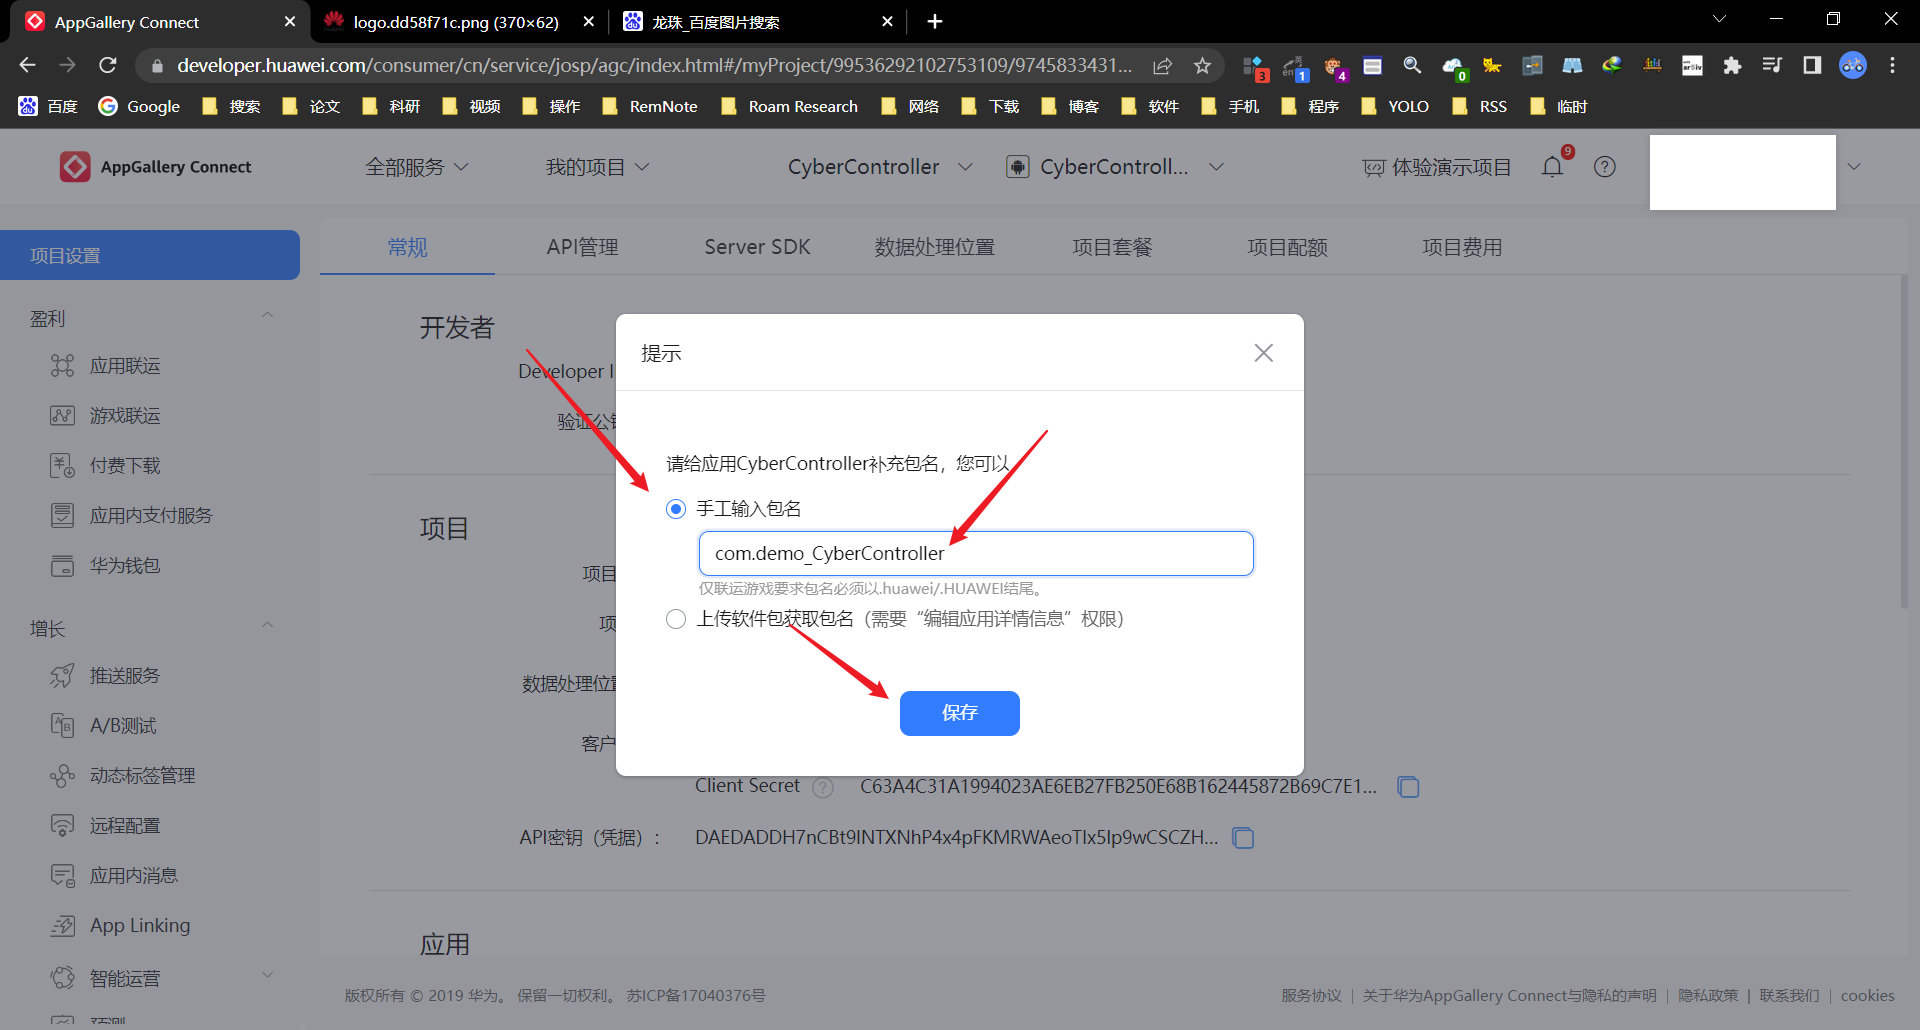 AppGallery Connect
logo.dd58f71c.png (370×62)
龙珠_百度图片搜索
developer.huawei.com/consumer/cn/service/josp/agc/index.html#/myProject/99536292102753109/9745833431...
3
1
4
0
百度
Google
搜索
论文
科研
视频
操作
RemNote
Roam Research
网络
下载
博客
软件
手机
程序
YOLO
RSS
临时
AppGallery Connect
全部服务
我的项目
CyberController
CyberControll...
体验演示项目
9
项目设置
常规
API管理
Server SDK
数据处理位置
项目套餐
项目配额
项目费用
盈利
应用联运
游戏联运
付费下载
应用内支付服务
华为钱包
增长
推送服务
A/B测试
动态标签管理
远程配置
应用内消息
App Linking
智能运营
预测
开发者
Developer I
验证公
项目
项目
项
数据处理位
客户
提示
请给应用CyberController补充包名，您可以
手工输入包名
com.demo_CyberController
仅联运游戏要求包名必须以.huawei/.HUAWEI结尾。
上传软件包获取包名（需要“编辑应用详情信息”权限）
保存
Client Secret
C63A4C31A1994023AE6EB27FB250E68B162445872B69C7E1...
API密钥（凭据）：
DAEDADDH7nCBt9INTXNhP4x4pFKMRWAeoTIx5Ip9wCSCZH...
应用
版权所有 © 2019 华为。 保留一切权利。 苏ICP备17040376号
服务协议 | 关于华为AppGallery Connect与隐私的声明 | 隐私政策 | 联系我们 | cookies